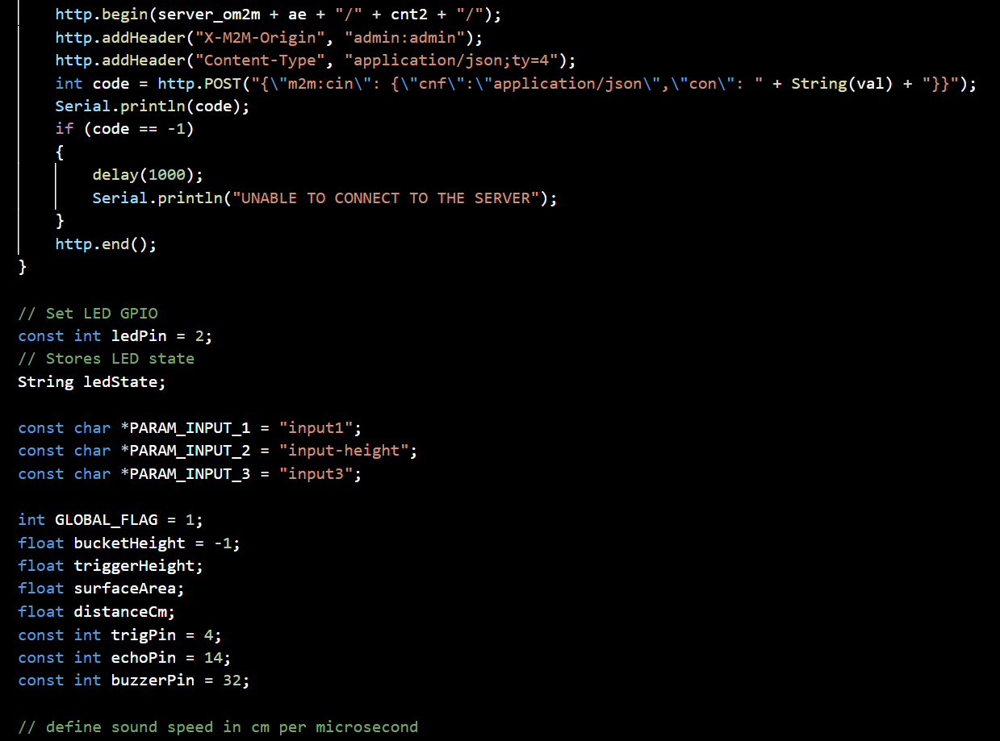 http.begin(server_om2m + ae + "/" + cnt2 + "/");
http.addHeader("X-M2M-Origin", "admin:admin");
http.addHeader("Content-Type", "application/json;ty=4");
int code = http.POST("{\"m2m:cin\": {\"cnf\":\"application/json\",\"con\": " + String(val) + "}}");
Serial.println(code);
if (code == -1)
{
delay(1000);
Serial.println("UNABLE TO CONNECT TO THE SERVER");
}
http.end();
}
// Set LED GPIO
const int ledPin = 2;
// Stores LED state
String ledState;
const char *PARAM_INPUT_1 = "input1";
const char *PARAM_INPUT_2 = "input-height";
const char *PARAM_INPUT_3 = "input3";
int GLOBAL_FLAG = 1;
float bucketHeight = -1;
float triggerHeight;
float surfaceArea;
float distanceCm;
const int trigPin = 4;
const int echoPin = 14;
const int buzzerPin = 32;
// define sound speed in cm per microsecond